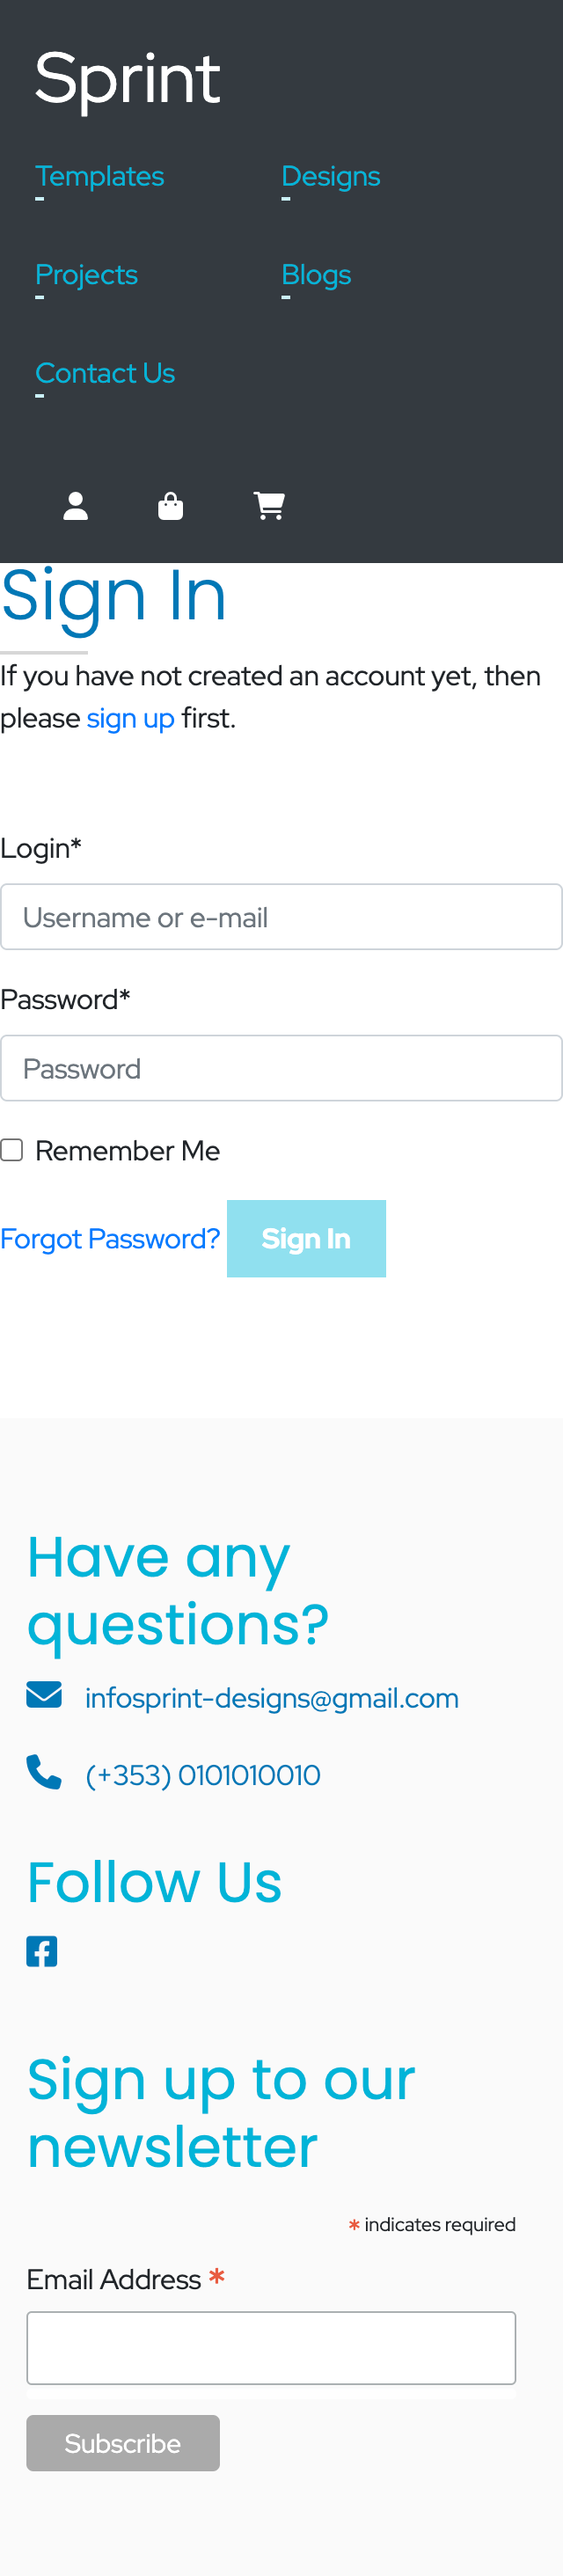 Sprint
Templates Designs
Projects Blogs
Contact Us
Sign In
If you have not created an account yet, then
please sign up first.
Login*
Username or e-mail
Password*
Password
Remember Me
Forgot Password? Sign In
Have any
questions?
infosprint-designs@gmail.com
(+353) 0101010010
Follow Us
Sign up to our
newsletter
* indicates required
Email Address *
Subscribe